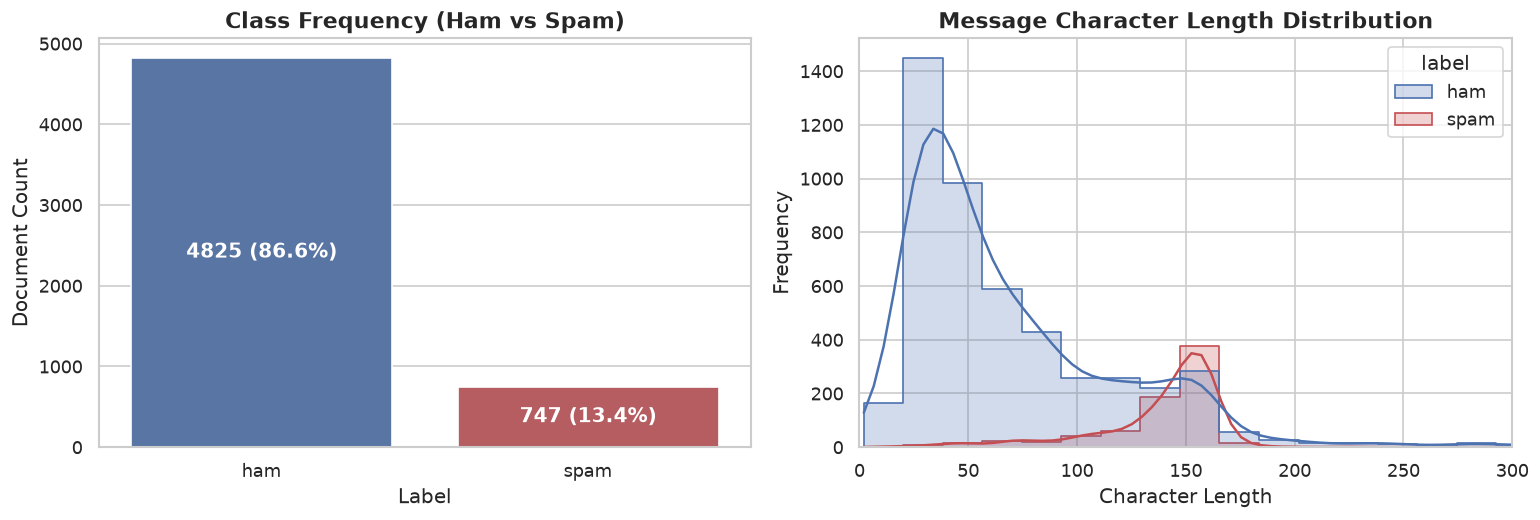 Class Frequency (Ham vs Spam)
Document Count
5000
4000
3000
2000
1000
0
4825 (86.6%)
747 (13.4%)
ham
spam
Label
Message Character Length Distribution
Frequency
1400
1200
1000
800
600
400
200
0
label
ham
spam
0
50
100
150
200
250
300
Character Length